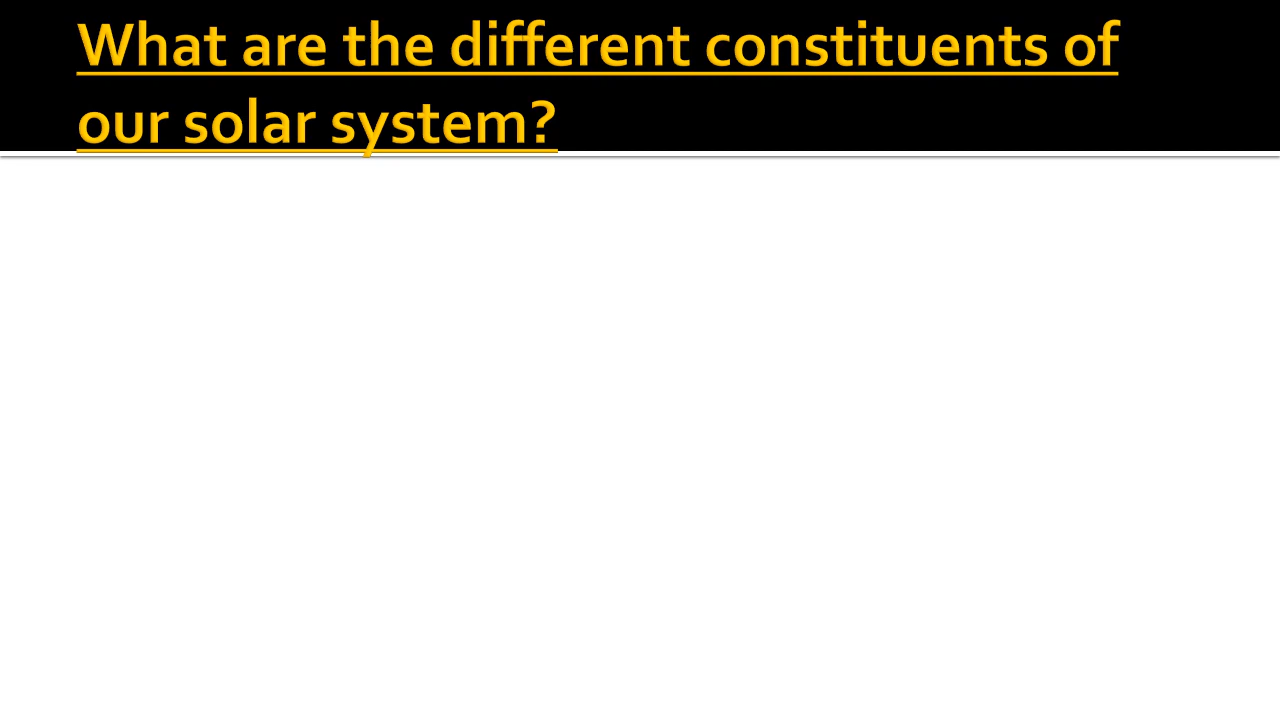 What are the different constituents of
our solar system?